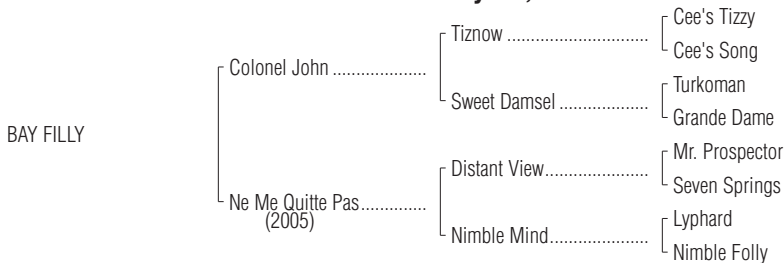 Cee's Tizzy
Tiznow
Cee's Song
Colonel John
Turkoman
Sweet Damsel
Grande Dame
BAY FILLY
Mr. Prospector
Distant View
Seven Springs
Ne Me Quitte Pas
(2005)
Lyphard
Nimble Mind
Nimble Folly